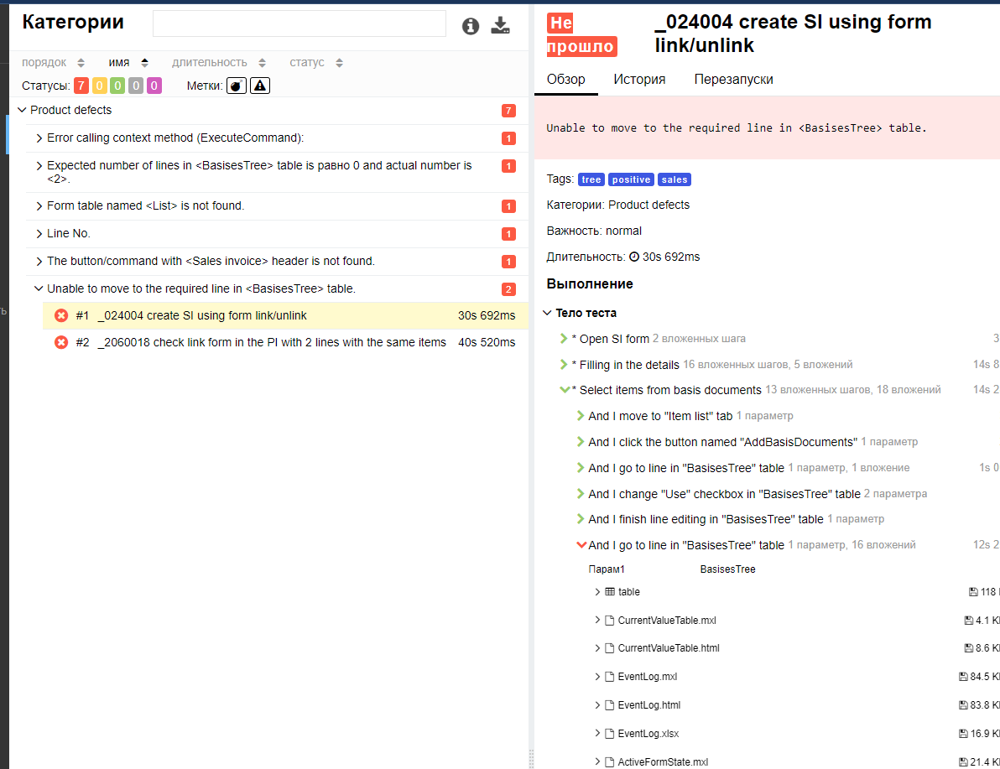 Категории
порядок имя длительность статус
Статусы: 7 0 0 0 0 Метки:
Product defects 7
Error calling context method (ExecuteCommand): 1
Expected number of lines in <BasisesTree> table is равно 0 and actual number is 1
<2>.
Form table named <List> is not found. 1
Line No. 1
The button/command with <Sales invoice> header is not found. 1
Unable to move to the required line in <BasisesTree> table. 2
#1 _024004 create SI using form link/unlink 30s 692ms
#2 _2060018 check link form in the PI with 2 lines with the same items 40s 520ms
Не
прошло
_024004 create SI using form
link/unlink
Обзор История Перезапуски
Unable to move to the required line in <BasisesTree> table.
Tags: tree positive sales
Категории: Product defects
Важность: normal
Длительность: 30s 692ms
Выполнение
Тело теста
* Open SI form 2 вложенных шага 3
* Filling in the details 16 вложенных шагов, 5 вложений 14s 8
* Select items from basis documents 13 вложенных шагов, 18 вложений 14s 2
And I move to "Item list" tab 1 параметр
And I click the button named "AddBasisDocuments" 1 параметр
And I go to line in "BasisesTree" table 1 параметр, 1 вложение 1s 0
And I change "Use" checkbox in "BasisesTree" table 2 параметра
And I finish line editing in "BasisesTree" table 1 параметр
And I go to line in "BasisesTree" table 1 параметр, 16 вложений 12s 2
Парам1 BasisesTree
table 118
CurrentValueTable.mxl 4.1 K
CurrentValueTable.html 8.6 K
EventLog.mxl 84.5 K
EventLog.html 83.8 K
EventLog.xlsx 16.9 K
ActiveFormState.mxl 21.4 K